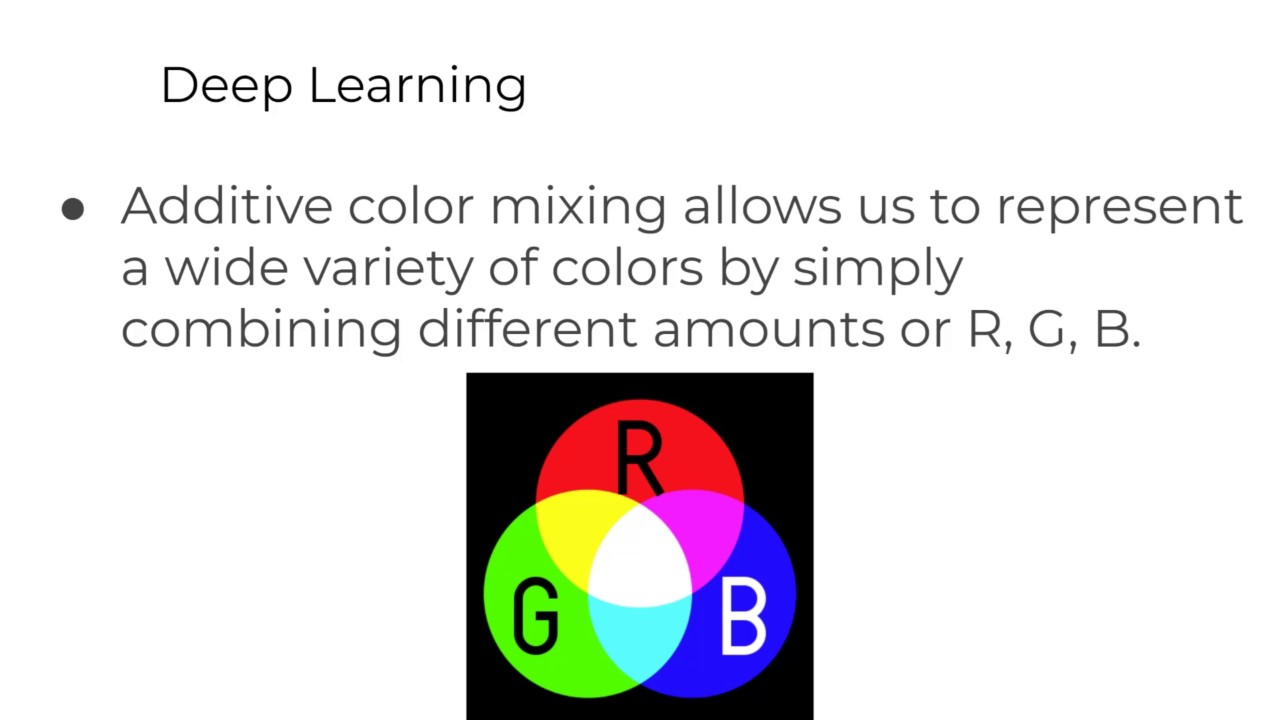 Deep Learning
● Additive color mixing allows us to represent
a wide variety of colors by simply
combining different amounts or R, G, B.
R
G
B